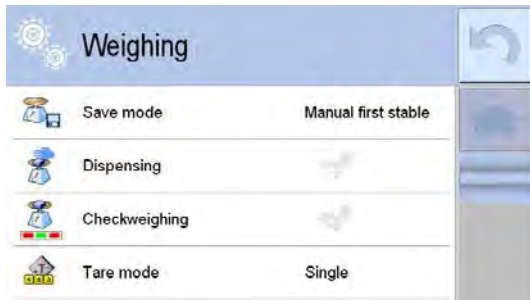 Weighing
Save mode Manual first stable
Dispensing
Checkweighing
Tare mode Single